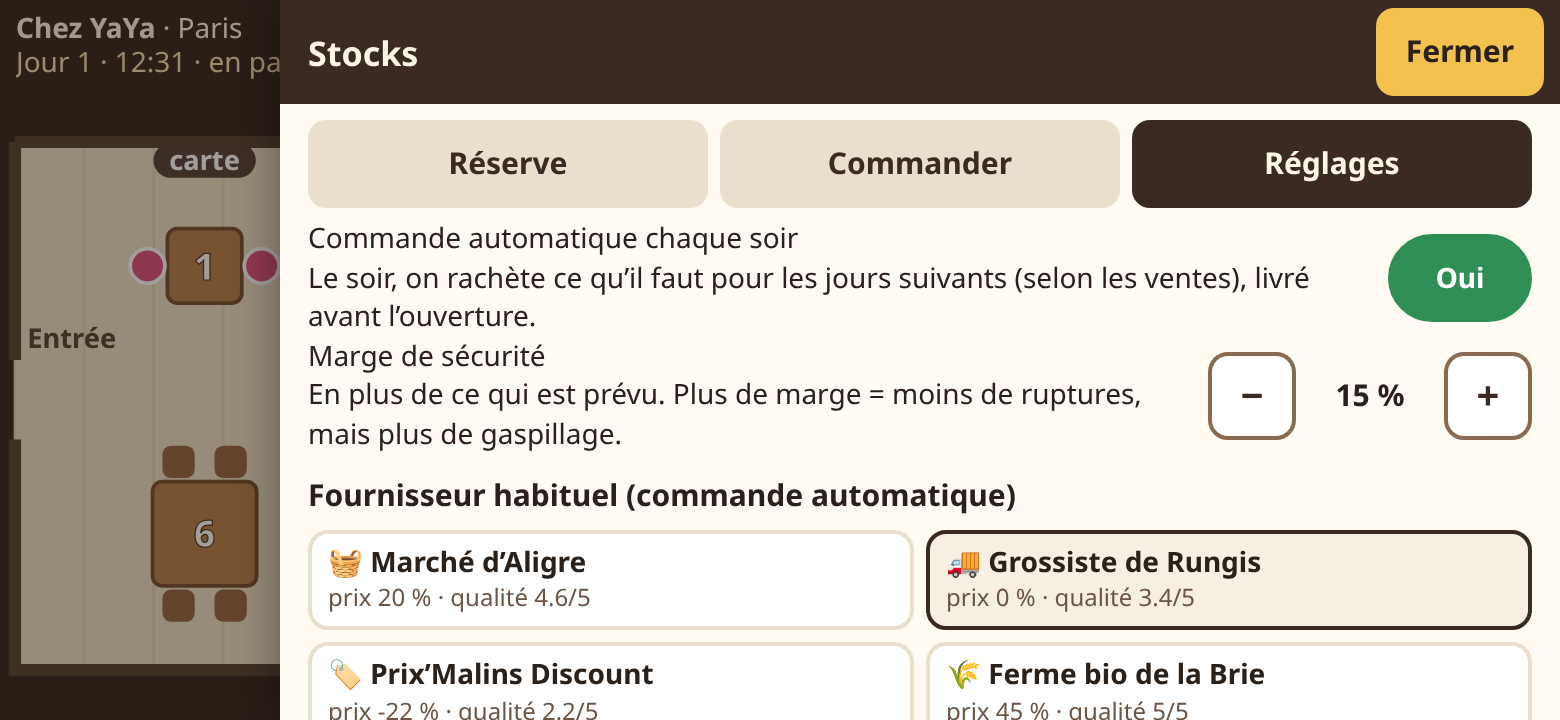 Chez YaYa · Paris
Jour 1 · 12:31 · en pa
carte
1
Entrée
6
Stocks
Fermer
Réserve
Commander
Réglages
Commande automatique chaque soir
Le soir, on rachète ce qu’il faut pour les jours suivants (selon les ventes), livré
avant l’ouverture.
Oui
Marge de sécurité
En plus de ce qui est prévu. Plus de marge = moins de ruptures,
mais plus de gaspillage.
− 15 % +
Fournisseur habituel (commande automatique)
🧺 Marché d’Aligre
prix 20 % · qualité 4.6/5
🚚 Grossiste de Rungis
prix 0 % · qualité 3.4/5
🏷️ Prix’Malins Discount
prix -22 % · qualité 2.2/5
🌾 Ferme bio de la Brie
prix 45 % · qualité 5/5